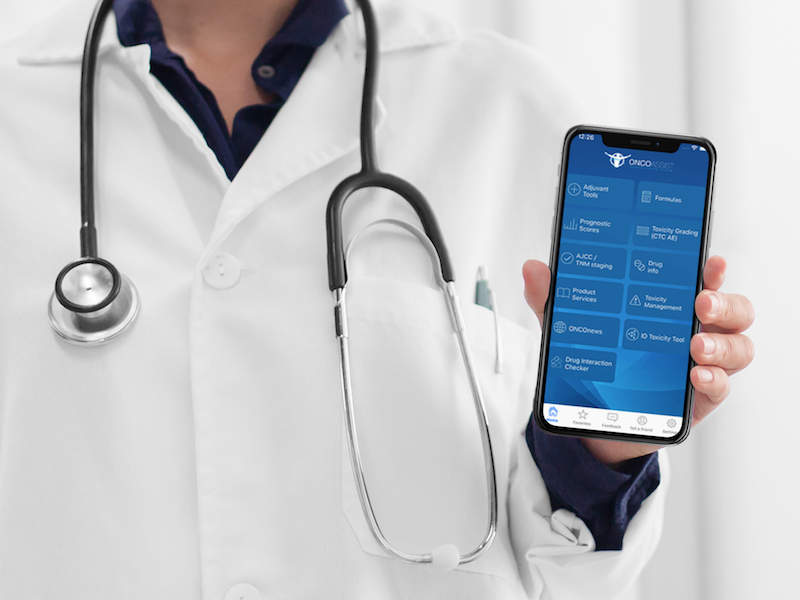 12:26
ONCOASSIST
Adjuvant
Tools
Formulas
Prognostic
Scores
Toxicity Grading
(CTC AE)
AJCC /
TNM staging
Drug
info
Product
Services
Toxicity
Management
ONCOnews
IO Toxicity Tool
Drug Interaction
Checker
Home
Favorites
Feedback
Tell a friend